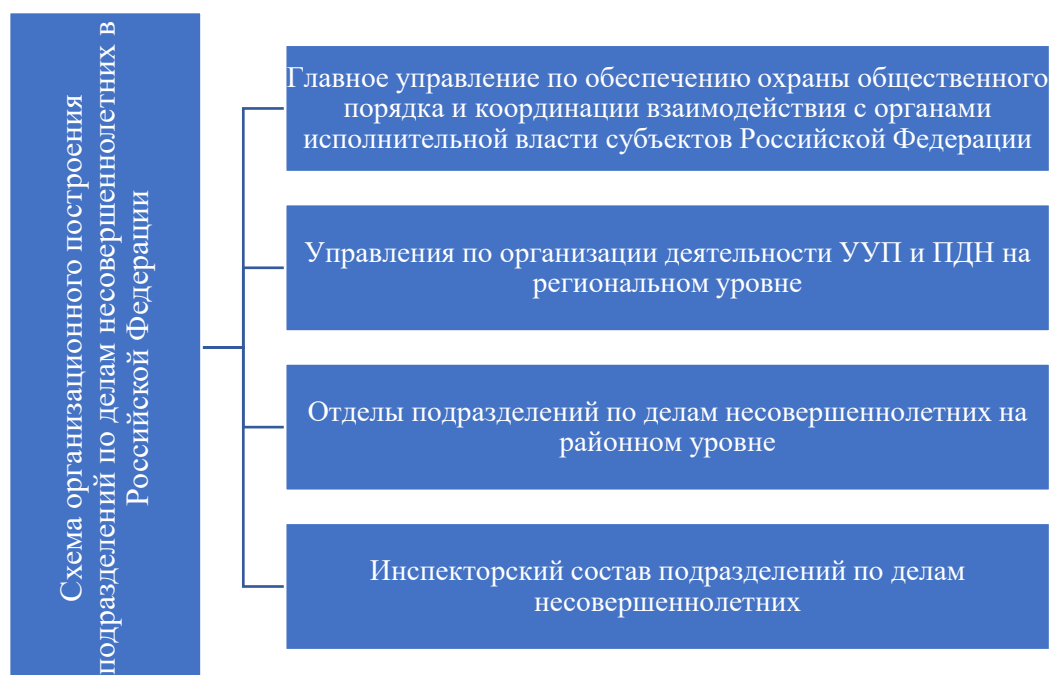 Схема организационного построения
подразделений по делам несовершеннолетних в
Российской Федерации
Главное управление по обеспечению охраны общественного
порядка и координации взаимодействия с органами
исполнительной власти субъектов Российской Федерации
Управления по организации деятельности УУП и ПДН на
региональном уровне
Отделы подразделений по делам несовершеннолетних на
районном уровне
Инспекторский состав подразделений по делам
несовершеннолетних